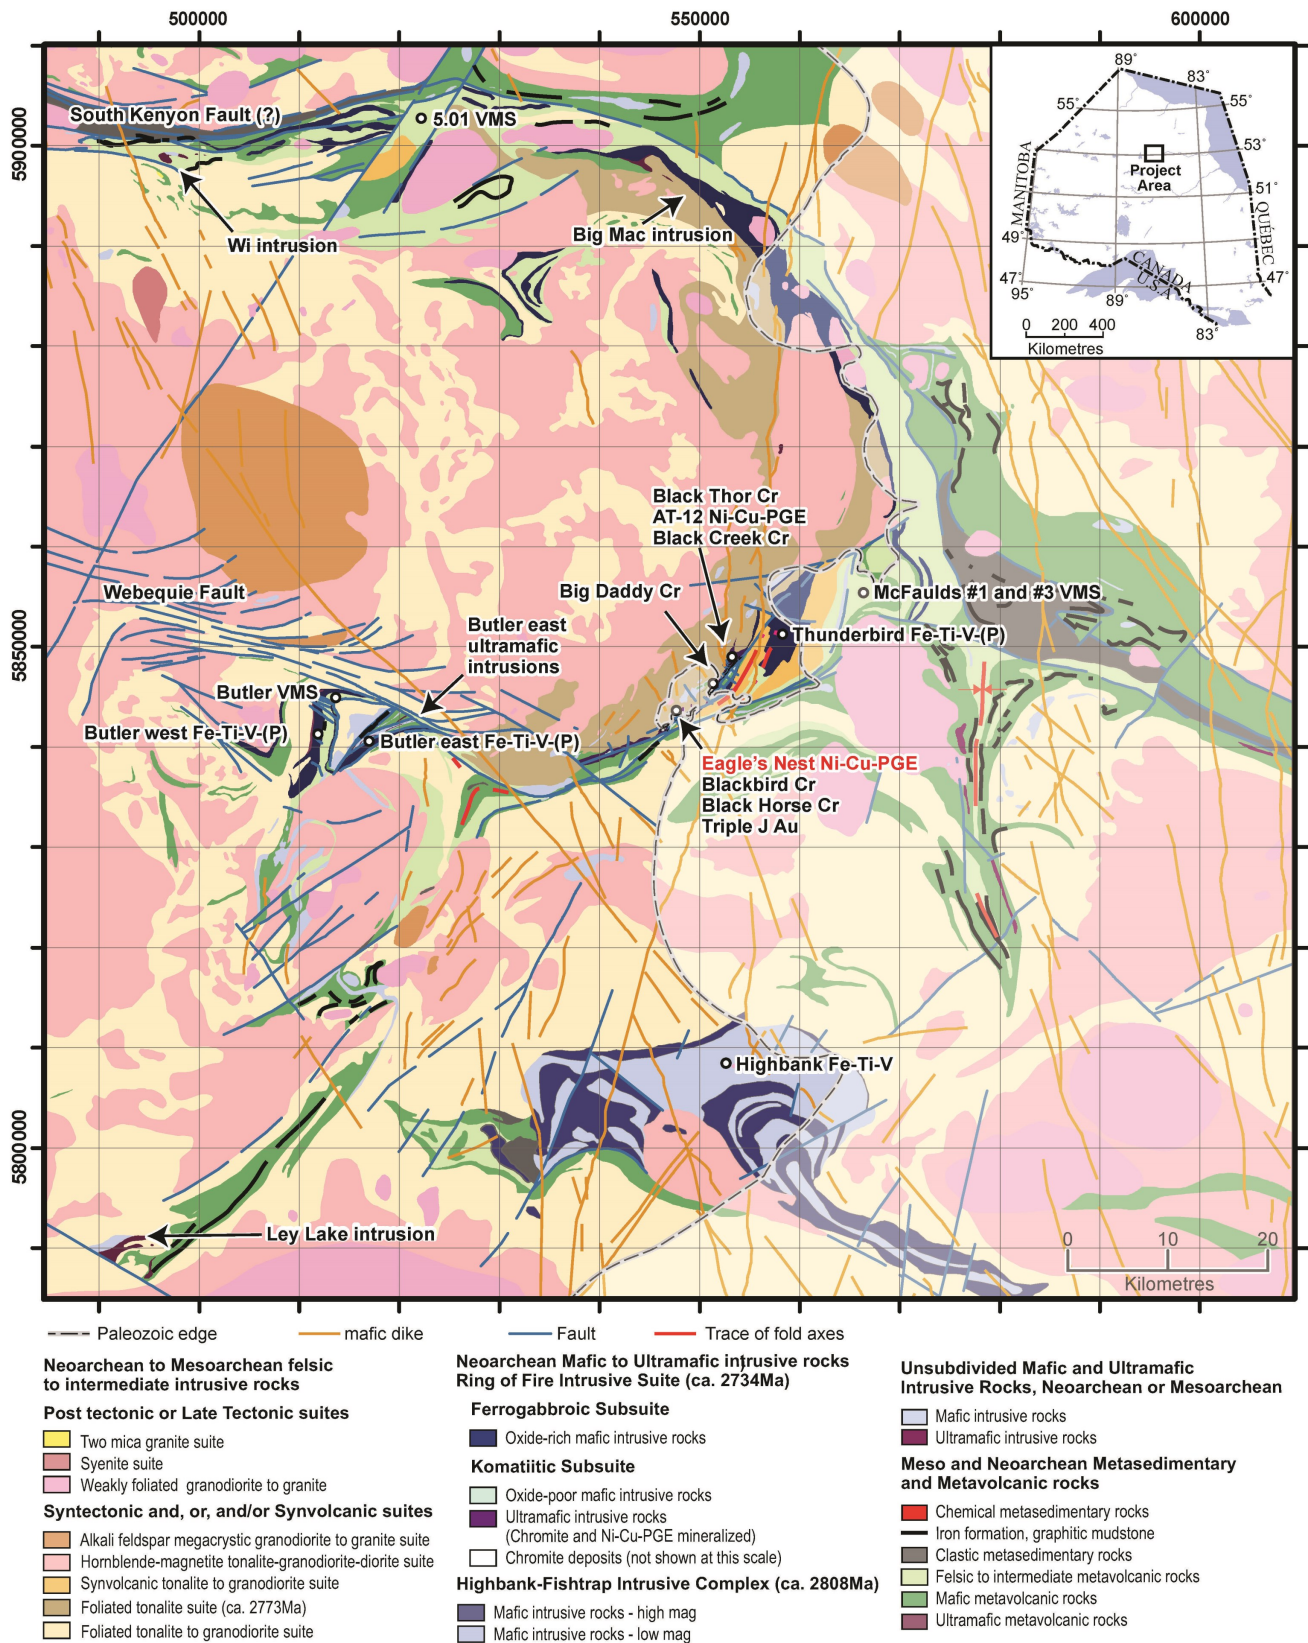 500000
550000
600000
5900000
5850000
5800000
South Kenyon Fault (?)
5.01 VMS
Wi intrusion
Big Mac intrusion
89°
83°
55°
55°
53°
51°
49°
47°
47°
95°
89°
83°
MANITOBA
QUÉBEC
CANADA
U.S.A
Project
Area
0 200 400
Kilometres
Black Thor Cr
AT-12 Ni-Cu-PGE
Black Creek Cr
Big Daddy Cr
Webequie Fault
McFaulds #1 and #3 VMS
Thunderbird Fe-Ti-V-(P)
Butler east
ultramafic
intrusions
Butler VMS
Butler west Fe-Ti-V-(P)
Butler east Fe-Ti-V-(P)
Eagle's Nest Ni-Cu-PGE
Blackbird Cr
Black Horse Cr
Triple J Au
Highbank Fe-Ti-V
Ley Lake intrusion
0 10 20
Kilometres
Paleozoic edge
mafic dike
Fault
Trace of fold axes
Neoarchean to Mesoarchean felsic
to intermediate intrusive rocks
Post tectonic or Late Tectonic suites
Two mica granite suite
Syenite suite
Weakly foliated granodiorite to granite
Syntectonic and, or, and/or Synvolcanic suites
Alkali feldspar megacrystic granodiorite to granite suite
Hornblende-magnetite tonalite-granodiorite-diorite suite
Synvolcanic tonalite to granodiorite suite
Foliated tonalite suite (ca. 2773Ma)
Foliated tonalite to granodiorite suite
Neoarchean Mafic to Ultramafic intrusive rocks
Ring of Fire Intrusive Suite (ca. 2734Ma)
Ferrogabbroic Subsuite
Oxide-rich mafic intrusive rocks
Komatiitic Subsuite
Oxide-poor mafic intrusive rocks
Ultramafic intrusive rocks
(Chromite and Ni-Cu-PGE mineralized)
Chromite deposits (not shown at this scale)
Highbank-Fishtrap Intrusive Complex (ca. 2808Ma)
Mafic intrusive rocks - high mag
Mafic intrusive rocks - low mag
Unsubdivided Mafic and Ultramafic
Intrusive Rocks, Neoarchean or Mesoarchean
Mafic intrusive rocks
Ultramafic intrusive rocks
Meso and Neoarchean Metasedimentary
and Metavolcanic rocks
Chemical metasedimentary rocks
Iron formation, graphitic mudstone
Clastic metasedimentary rocks
Felsic to intermediate metavolcanic rocks
Mafic metavolcanic rocks
Ultramafic metavolcanic rocks